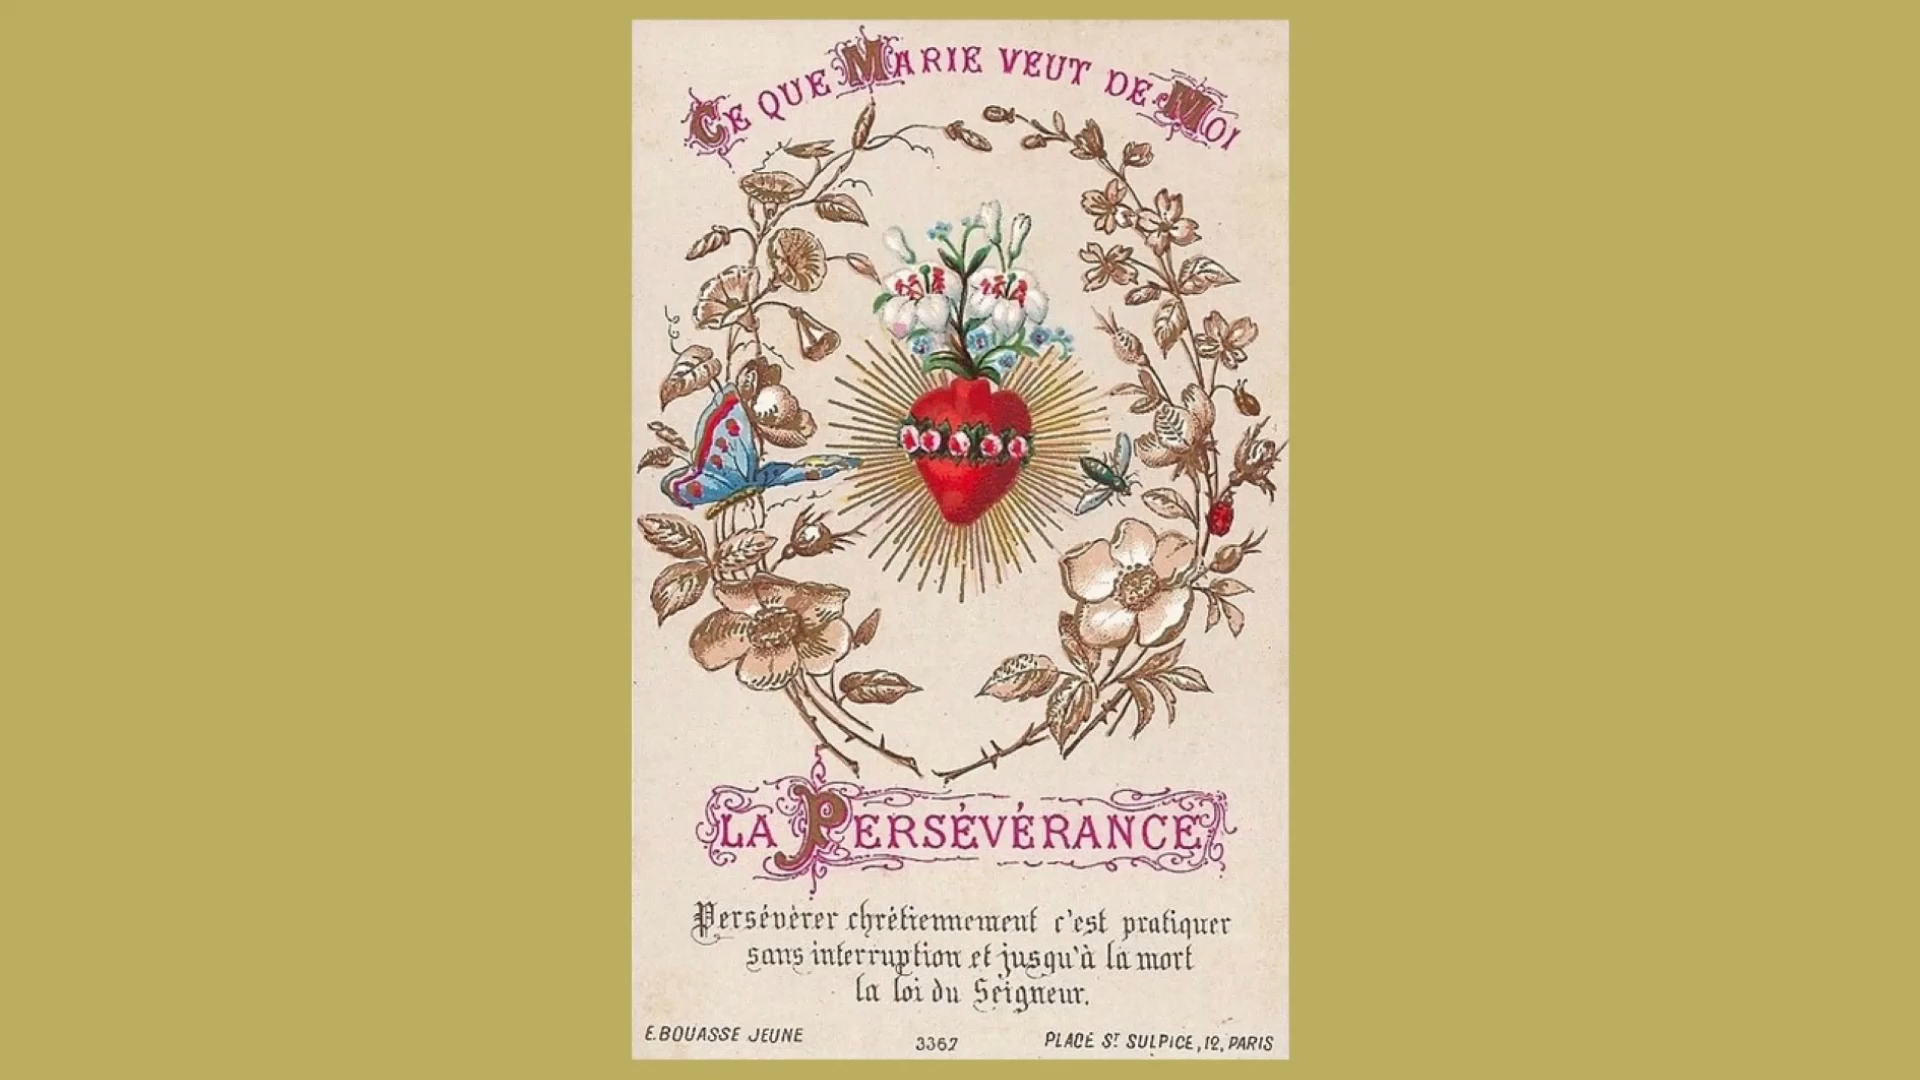 Ce que Marie veut de Moi
La Persévérance
Persévérer chrétiennement c'est pratiquer
sans interruption et jusqu'à la mort
la loi du Seigneur.
E. BOUASSE JEUNE
3367
PLACE ST SULPICE, 12, PARIS